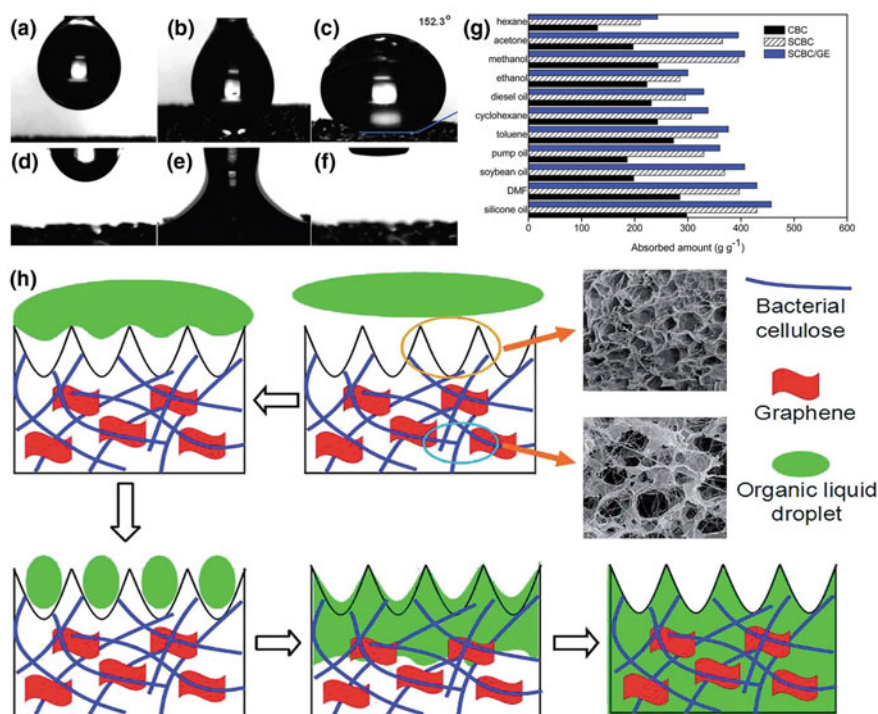 (a)
(b)
(c)
152.3°
(d)
(e)
(f)
(g)
CBC
SCBC
SCBC/GE
hexane
acetone
methanol
ethanol
diesel oil
cyclohexane
toluene
pump oil
soybean oil
DMF
silicone oil
0 100 200 300 400 500 600
Absorbed amount (g g⁻¹)
(h)
Bacterial
cellulose
Graphene
Organic liquid
droplet